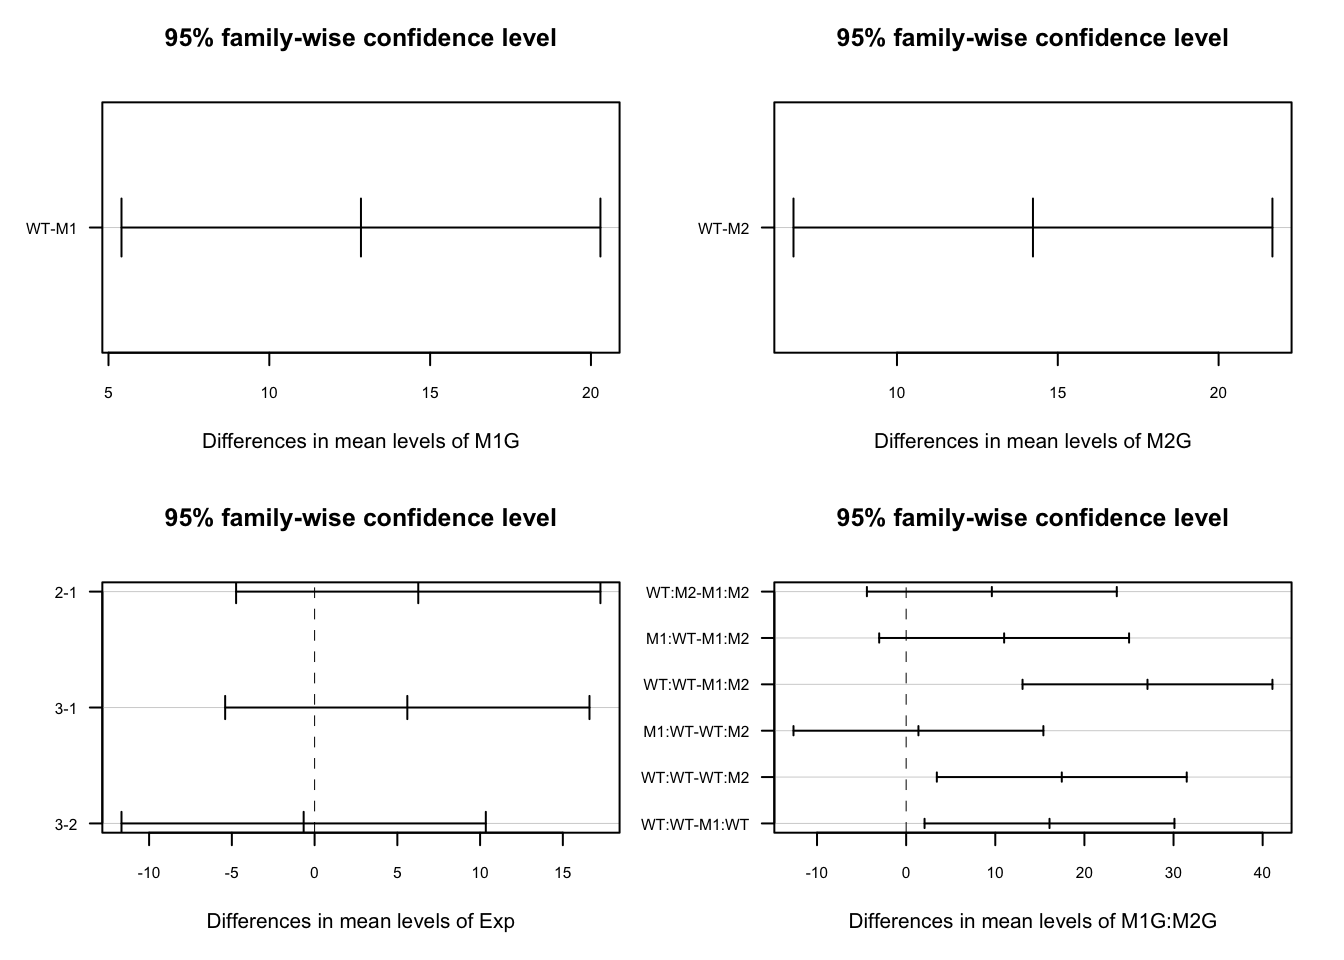 95% family-wise confidence level
WT-M1
5 10 15 20
Differences in mean levels of M1G
95% family-wise confidence level
WT-M2
10 15 20
Differences in mean levels of M2G
95% family-wise confidence level
2-1
3-1
3-2
-10 -5 0 5 10 15
Differences in mean levels of Exp
95% family-wise confidence level
WT:M2-M1:M2
M1:WT-M1:M2
WT:WT-M1:M2
M1:WT-WT:M2
WT:WT-WT:M2
WT:WT-M1:WT
-10 0 10 20 30 40
Differences in mean levels of M1G:M2G